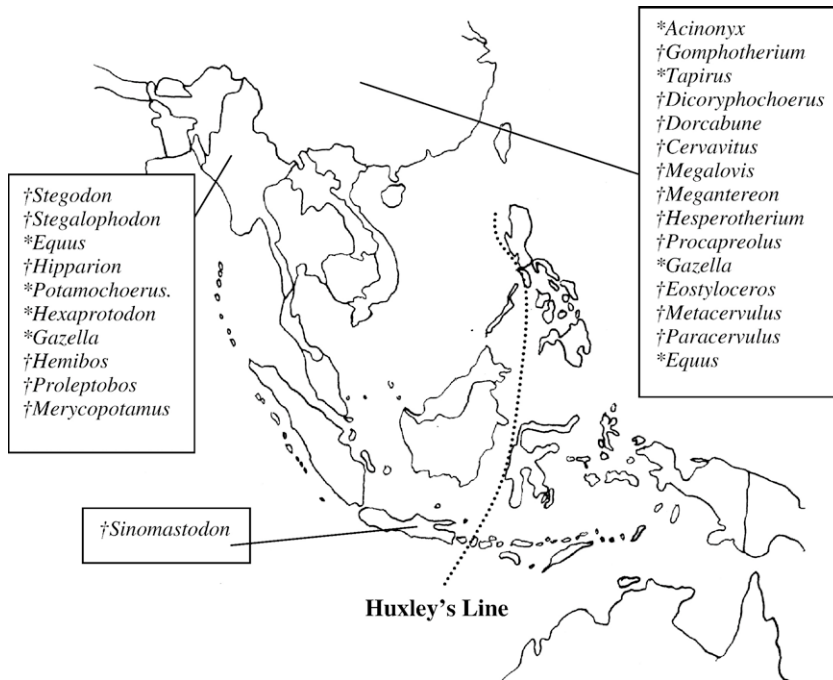 †Stegodon
†Stegalophodon
*Equus
†Hipparion
*Potamochoerus.
*Hexaprotodon
*Gazella
†Hemibos
†Proleptobos
†Merycopotamus
*Acinonyx
†Gomphotherium
*Tapirus
†Dicoryphochoerus
†Dorcabune
†Cervavitus
†Megalovis
†Megantereon
†Hesperotherium
†Procapreolus
*Gazella
†Eostyloceros
†Metacervulus
†Paracervulus
*Equus
†Sinomastodon
Huxley's Line